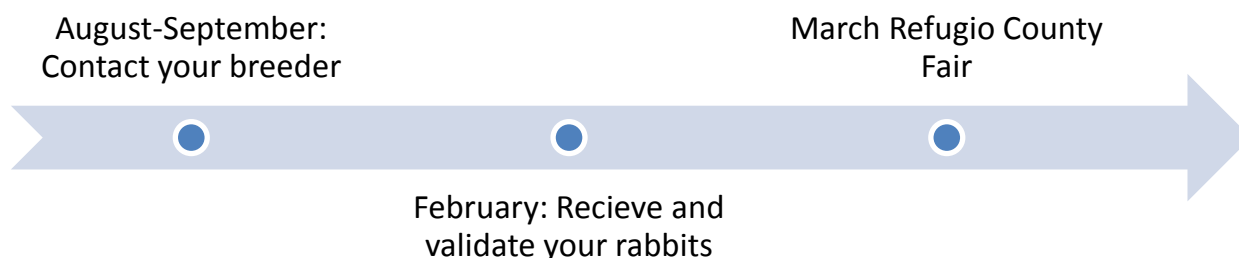 August-September:
Contact your breeder
February: Recieve and
validate your rabbits
March Refugio County
Fair